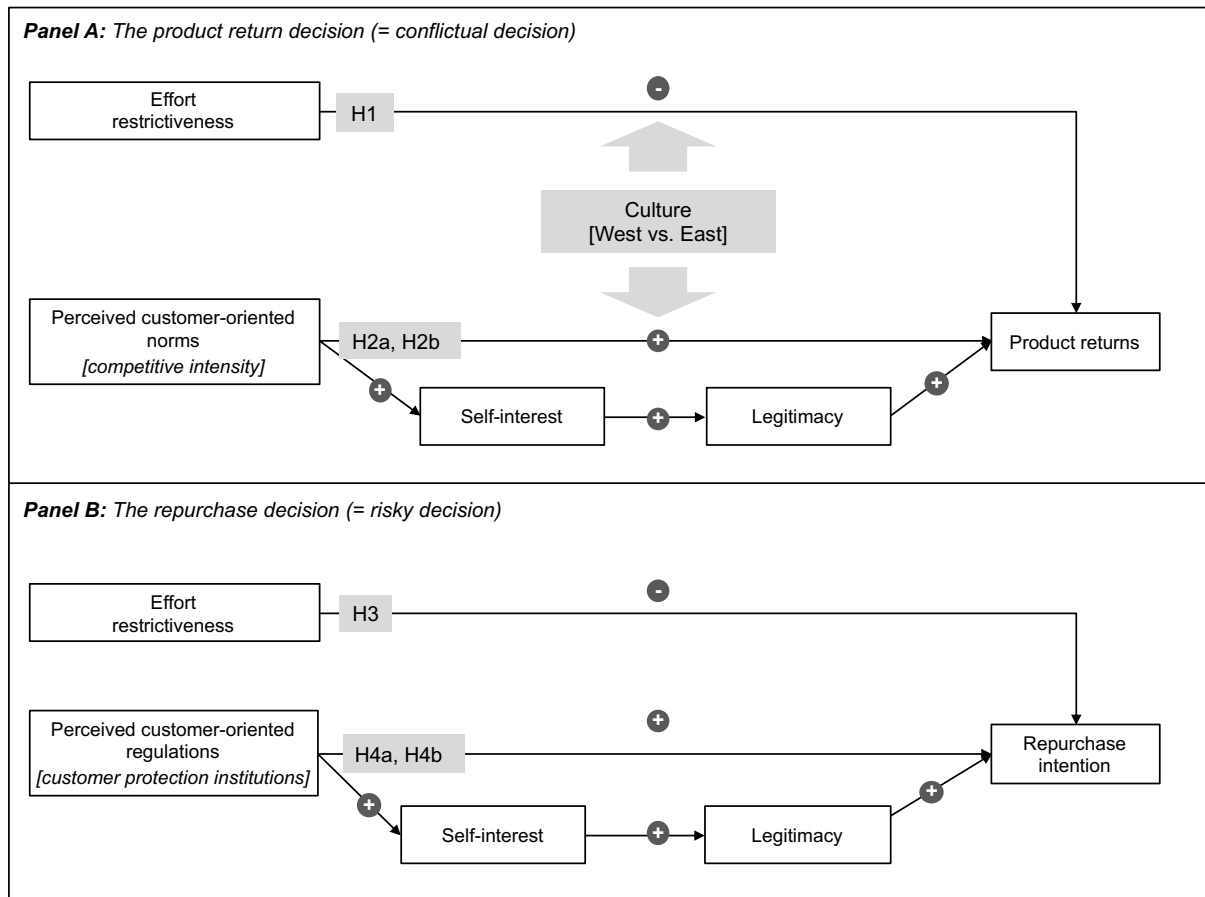 Panel A: The product return decision (= conflictual decision)
-
Effort
restrictiveness
H1
Culture
[West vs. East]
Perceived customer-oriented
norms
[competitive intensity]
H2a, H2b
+
Product returns
+
+
Self-interest
+
Legitimacy
Panel B: The repurchase decision (= risky decision)
-
Effort
restrictiveness
H3
+
Perceived customer-oriented
regulations
[customer protection institutions]
H4a, H4b
Repurchase
intention
+
+
Self-interest
+
Legitimacy